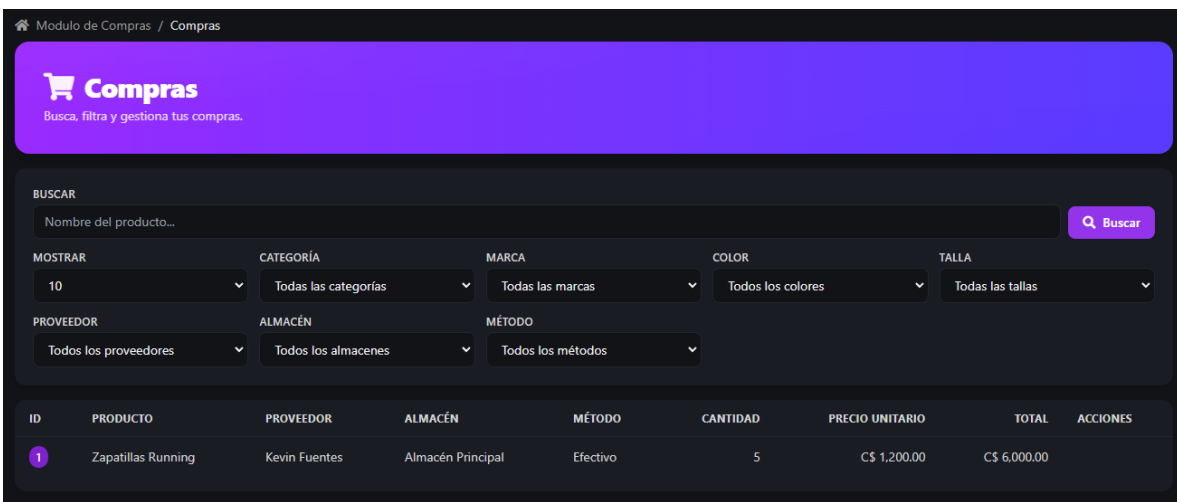 Modulo de Compras / Compras
Compras
Busca, filtra y gestiona tus compras.
BUSCAR
Nombre del producto...
Buscar
MOSTRAR CATEGORÍA MARCA COLOR TALLA
10 Todas las categorías Todas las marcas Todos los colores Todas las tallas
PROVEEDOR ALMACÉN MÉTODO
Todos los proveedores Todos los almacenes Todos los métodos
ID PRODUCTO PROVEEDOR ALMACÉN MÉTODO CANTIDAD PRECIO UNITARIO TOTAL ACCIONES
1 Zapatillas Running Kevin Fuentes Almacén Principal Efectivo 5 C$ 1,200.00 C$ 6,000.00